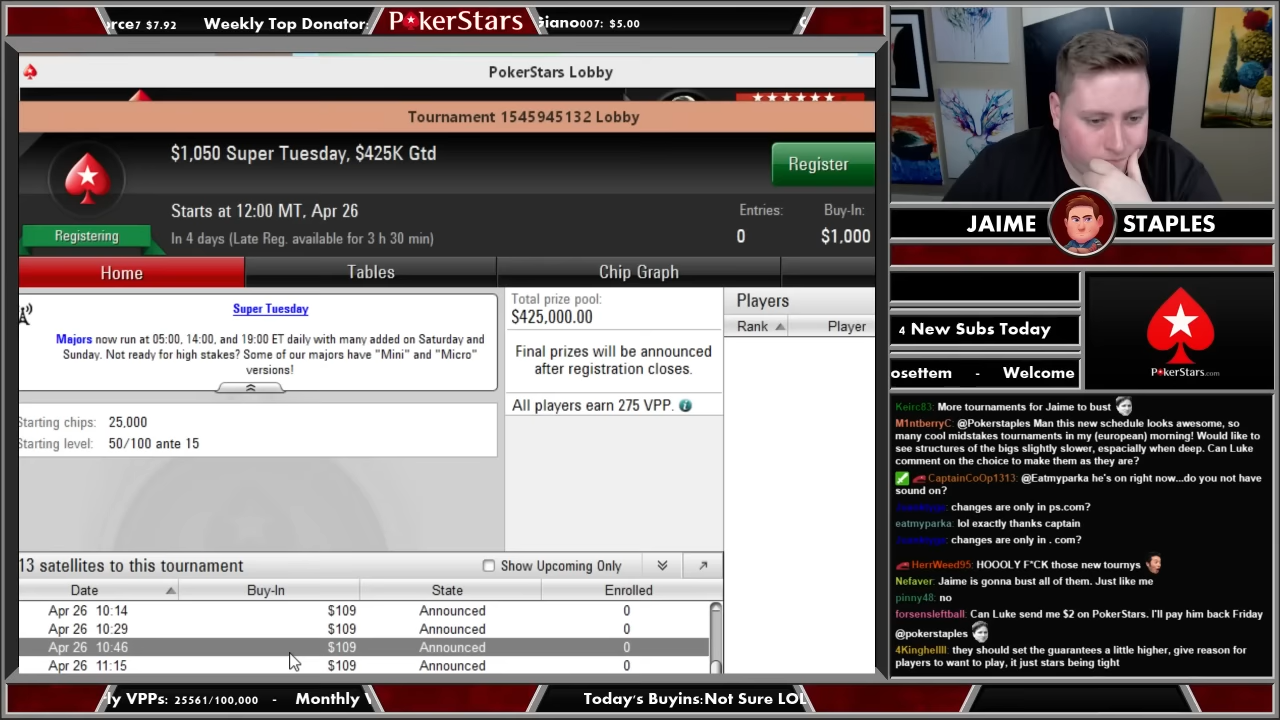 rce7 $7.92 Weekly Top Donator:
PokerStars
Giano007: $5.00
PokerStars Lobby
Tournament 1545945132 Lobby
$1,050 Super Tuesday, $425K Gtd
Register
Starts at 12:00 MT, Apr 26
Entries: Buy-In:
Registering
In 4 days (Late Reg. available for 3 h 30 min)
0 $1,000
Home Tables Chip Graph
Super Tuesday
Majors now run at 05:00, 14:00, and 19:00 ET daily with many added on Saturday and
Sunday. Not ready for high stakes? Some of our majors have "Mini" and "Micro"
versions!
Total prize pool:
$425,000.00
Final prizes will be announced
after registration closes.
All players earn 275 VPP.
Players
Rank Player
Starting chips: 25,000
Starting level: 50/100 ante 15
13 satellites to this tournament
Show Upcoming Only
Date Buy-In State Enrolled
Apr 26 10:14 $109 Announced 0
Apr 26 10:29 $109 Announced 0
Apr 26 10:46 $109 Announced 0
Apr 26 11:15 $109 Announced 0
JAIME STAPLES
4 New Subs Today
osettem - Welcome
PokerStars.com
Keirc83: More tournaments for Jaime to bust
M1ntberryC: @Pokerstaples Man this new schedule looks awesome, so
many cool midstakes tournaments in my (european) morning! Would like to
see structures of the bigs slightly slower, espacially when deep. Can Luke
comment on the choice to make them as they are?
CaptainCoOp1313: @Eatmyparka he's on right now...do you not have
sound on?
: changes are only in ps.com?
eatmyparka: lol exactly thanks captain
: changes are only in . com?
HerrWeed95: HOOOLY F*CK those new tournys
Nefaver: Jaime is gonna bust all of them. Just like me
pinny48: no
forsensleftball: Can Luke send me $2 on PokerStars. I'll pay him back Friday
@pokerstaples
4Kinghellll: they should set the guarantees a little higher, give reason for
players to want to play, it just stars being tight
ly VPPs: 25561/100,000 - Monthly V
Today's Buyins:Not Sure LOL